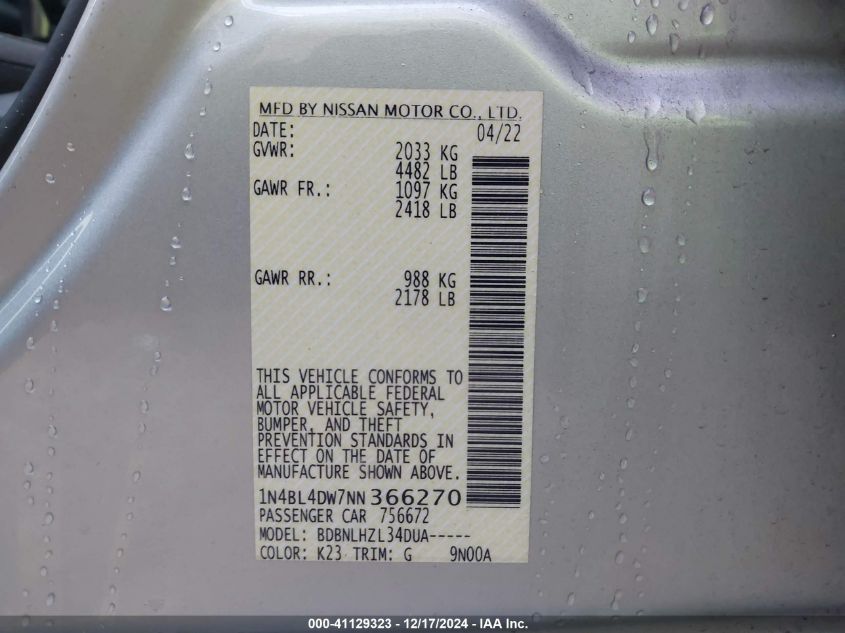 MFD BY NISSAN MOTOR CO., LTD.
DATE: 04/22
GVWR: 2033 KG
4482 LB
GAWR FR.: 1097 KG
2418 LB
GAWR RR.: 988 KG
2178 LB
THIS VEHICLE CONFORMS TO
ALL APPLICABLE FEDERAL
MOTOR VEHICLE SAFETY,
BUMPER, AND THEFT
PREVENTION STANDARDS IN
EFFECT ON THE DATE OF
MANUFACTURE SHOWN ABOVE.
1N4BL4DW7NN366270
PASSENGER CAR 756672
MODEL: BDBNLHZL34DUA-----
COLOR: K23 TRIM: G 9N00A
000-41129323 - 12/17/2024 - IAA Inc.